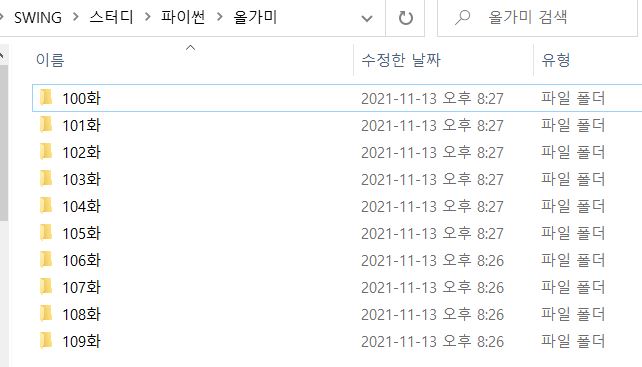 SWING > 스터디 > 파이썬 > 올가미 올가미 검색
이름 수정한 날짜 유형
100화 2021-11-13 오후 8:27 파일 폴더
101화 2021-11-13 오후 8:27 파일 폴더
102화 2021-11-13 오후 8:27 파일 폴더
103화 2021-11-13 오후 8:27 파일 폴더
104화 2021-11-13 오후 8:27 파일 폴더
105화 2021-11-13 오후 8:27 파일 폴더
106화 2021-11-13 오후 8:26 파일 폴더
107화 2021-11-13 오후 8:26 파일 폴더
108화 2021-11-13 오후 8:26 파일 폴더
109화 2021-11-13 오후 8:26 파일 폴더